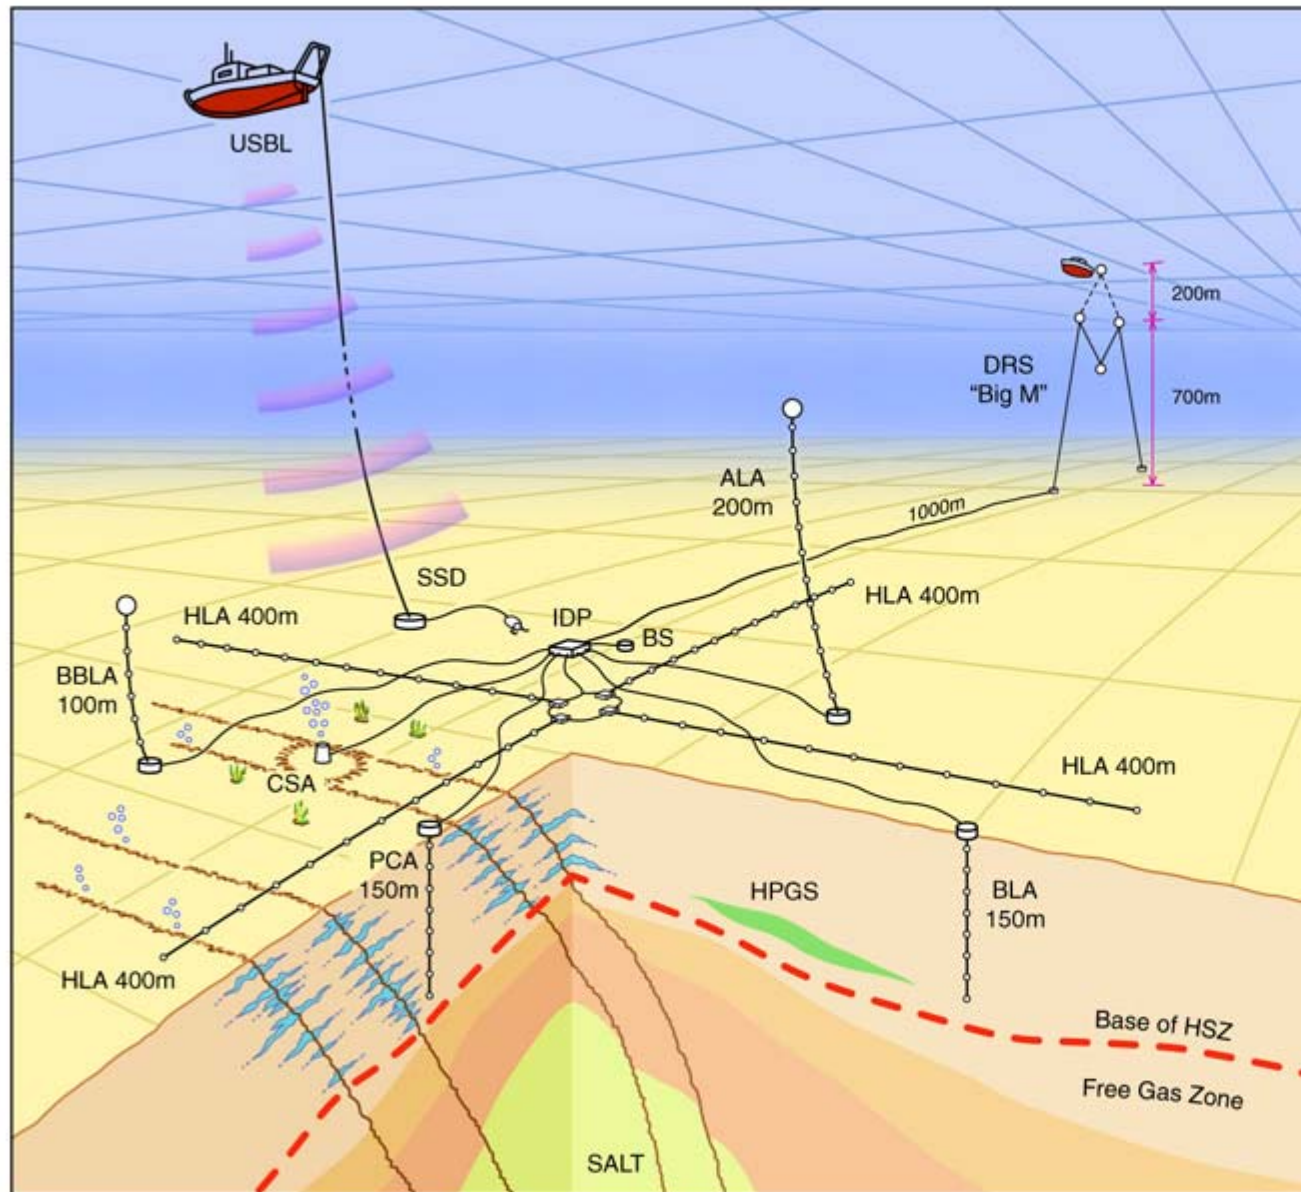 USBL
200m
DRS
“Big M”
700m
ALA
200m
1000m
SSD
HLA 400m
IDP
BS
HLA 400m
BBLA
100m
CSA
HLA 400m
PCA
150m
HPGS
BLA
150m
HLA 400m
Base of HSZ
Free Gas Zone
SALT